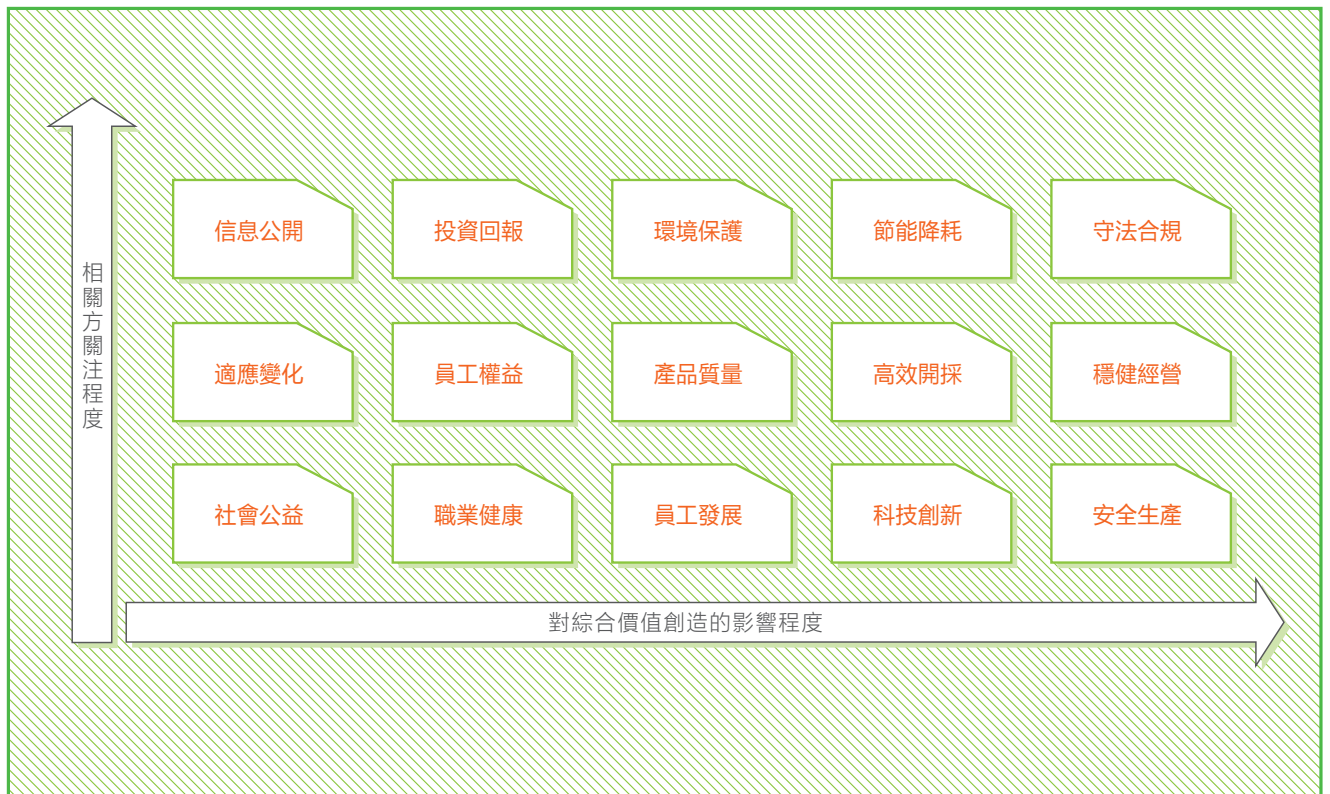 相關方關注程度
信息公開
投資回報
環境保護
節能降耗
守法合規
適應變化
員工權益
產品質量
高效開採
穩健經營
社會公益
職業健康
員工發展
科技創新
安全生產
對綜合價值創造的影響程度